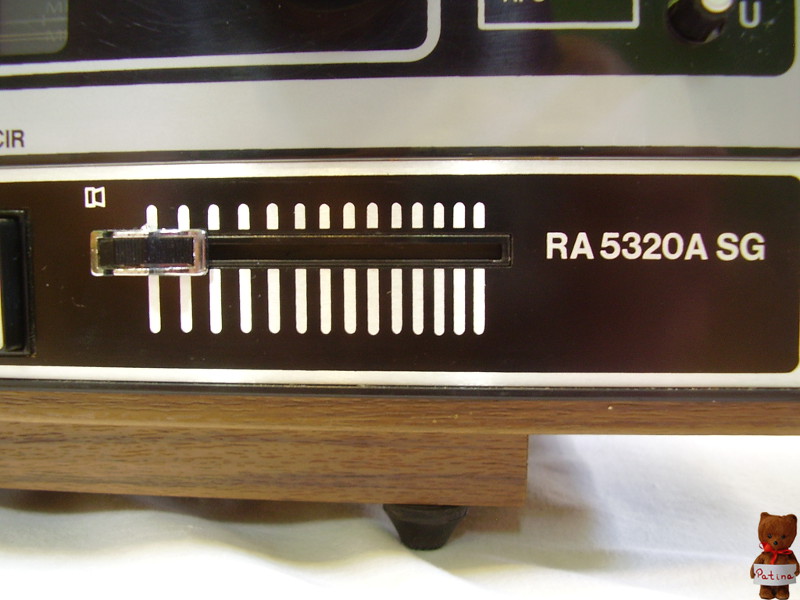 U
CIR
RA 5320A SG
Patina